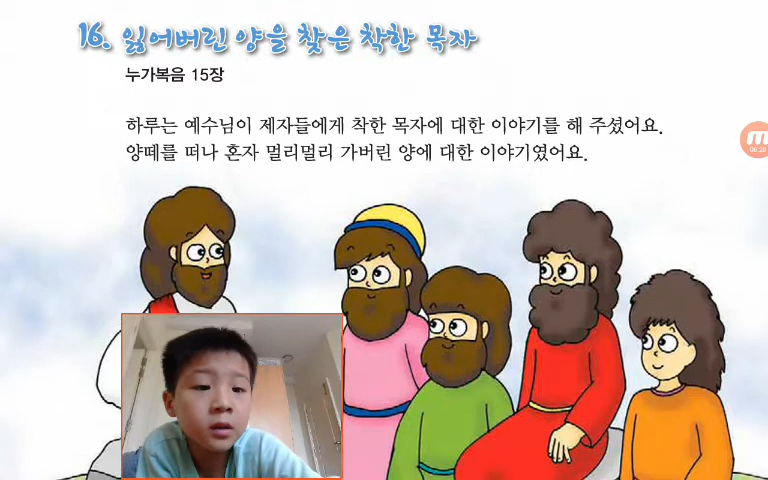 16. 잃어버린 양을 찾은 착한 목자
누가복음 15장
하루는 예수님이 제자들에게 착한 목자에 대한 이야기를 해 주셨어요.
양떼를 떠나 혼자 멀리멀리 가버린 양에 대한 이야기였어요.
06:28